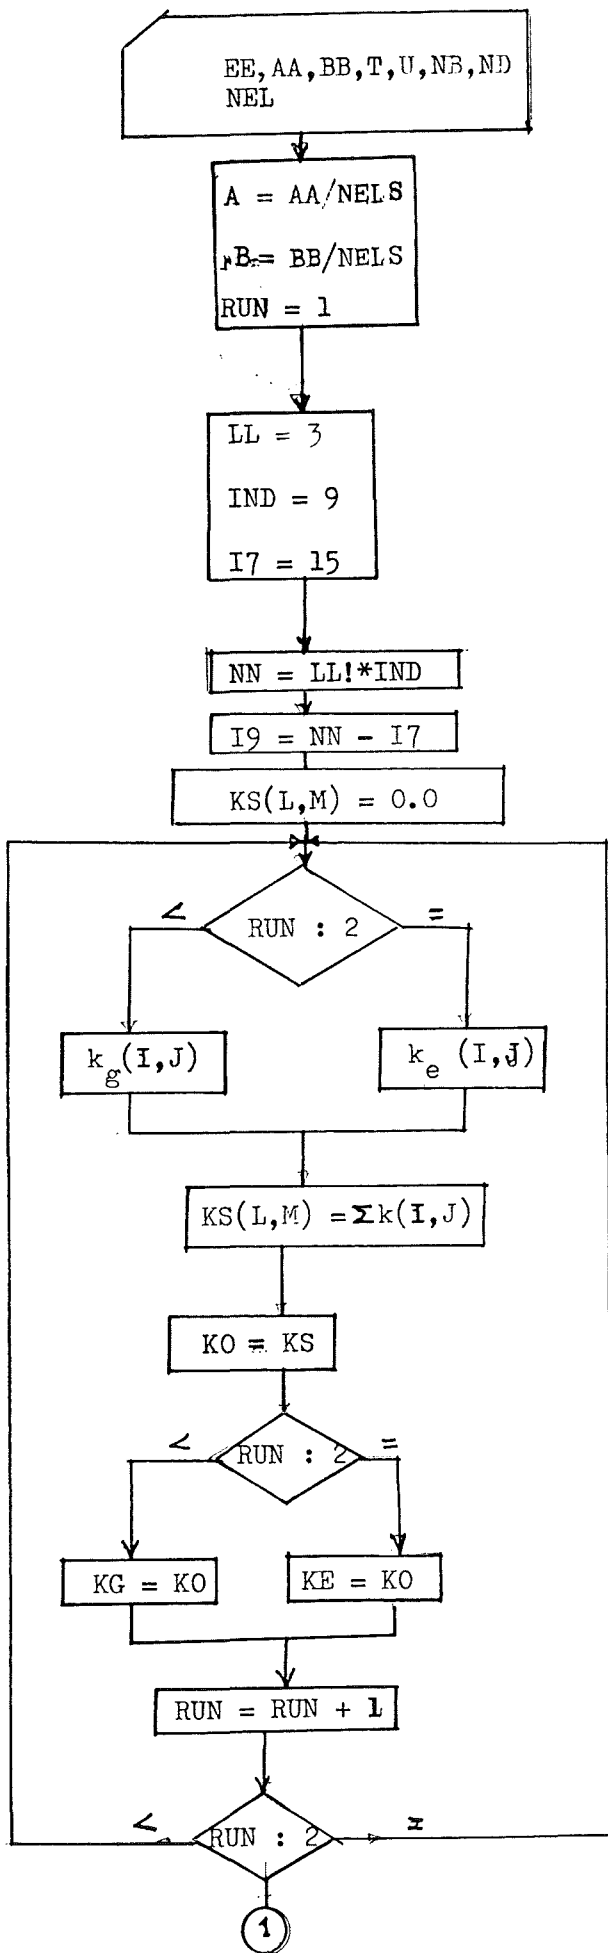 EE, AA, BB, T, U, NB, ND
NEL
A = AA/NELS
B = BB/NELS
RUN = 1
LL = 3
IND = 9
I7 = 15
NN = LL!*IND
I9 = NN - I7
KS(L,M) = 0.0
< RUN : 2 =
kg(I,J)
ke (I,J)
KS(L,M) = Σk(I,J)
KO = KS
< RUN : 2 =
KG = KO
KE = KO
RUN = RUN + 1
< RUN : 2 =
1